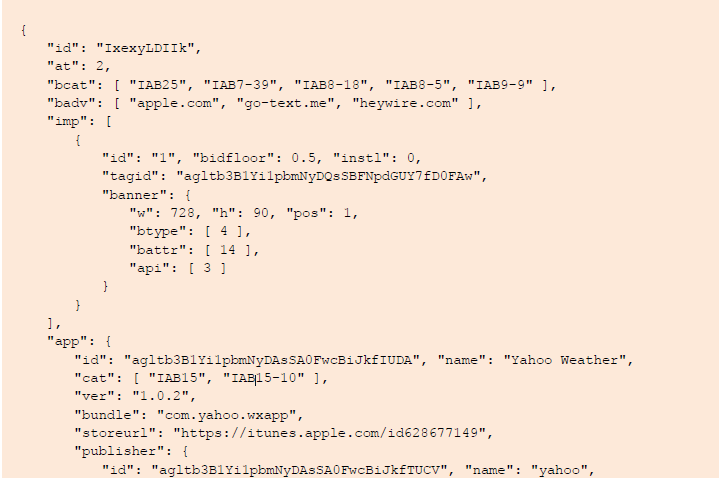 {
"id": "IxexyLDIIk",
"at": 2,
"bcat": [ "IAB25", "IAB7-39", "IAB8-18", "IAB8-5", "IAB9-9" ],
"badv": [ "apple.com", "go-text.me", "heywire.com" ],
"imp": [
{
"id": "1", "bidfloor": 0.5, "instl": 0,
"tagid": "agltb3B1Yi1pbmNyDQsSBFNpdGUY7fD0FAw",
"banner": {
"w": 728, "h": 90, "pos": 1,
"btype": [ 4 ],
"battr": [ 14 ],
"api": [ 3 ]
}
}
],
"app": {
"id": "agltb3B1Yi1pbmNyDAsSA0FwcBiJkfIUDA", "name": "Yahoo Weather",
"cat": [ "IAB15", "IAB15-10" ],
"ver": "1.0.2",
"bundle": "com.yahoo.wxapp",
"storeurl": "https://itunes.apple.com/id628677149",
"publisher": {
"id": "agltb3B1Yi1pbmNyDAsSA0FwcBiJkfTUCV", "name": "yahoo",